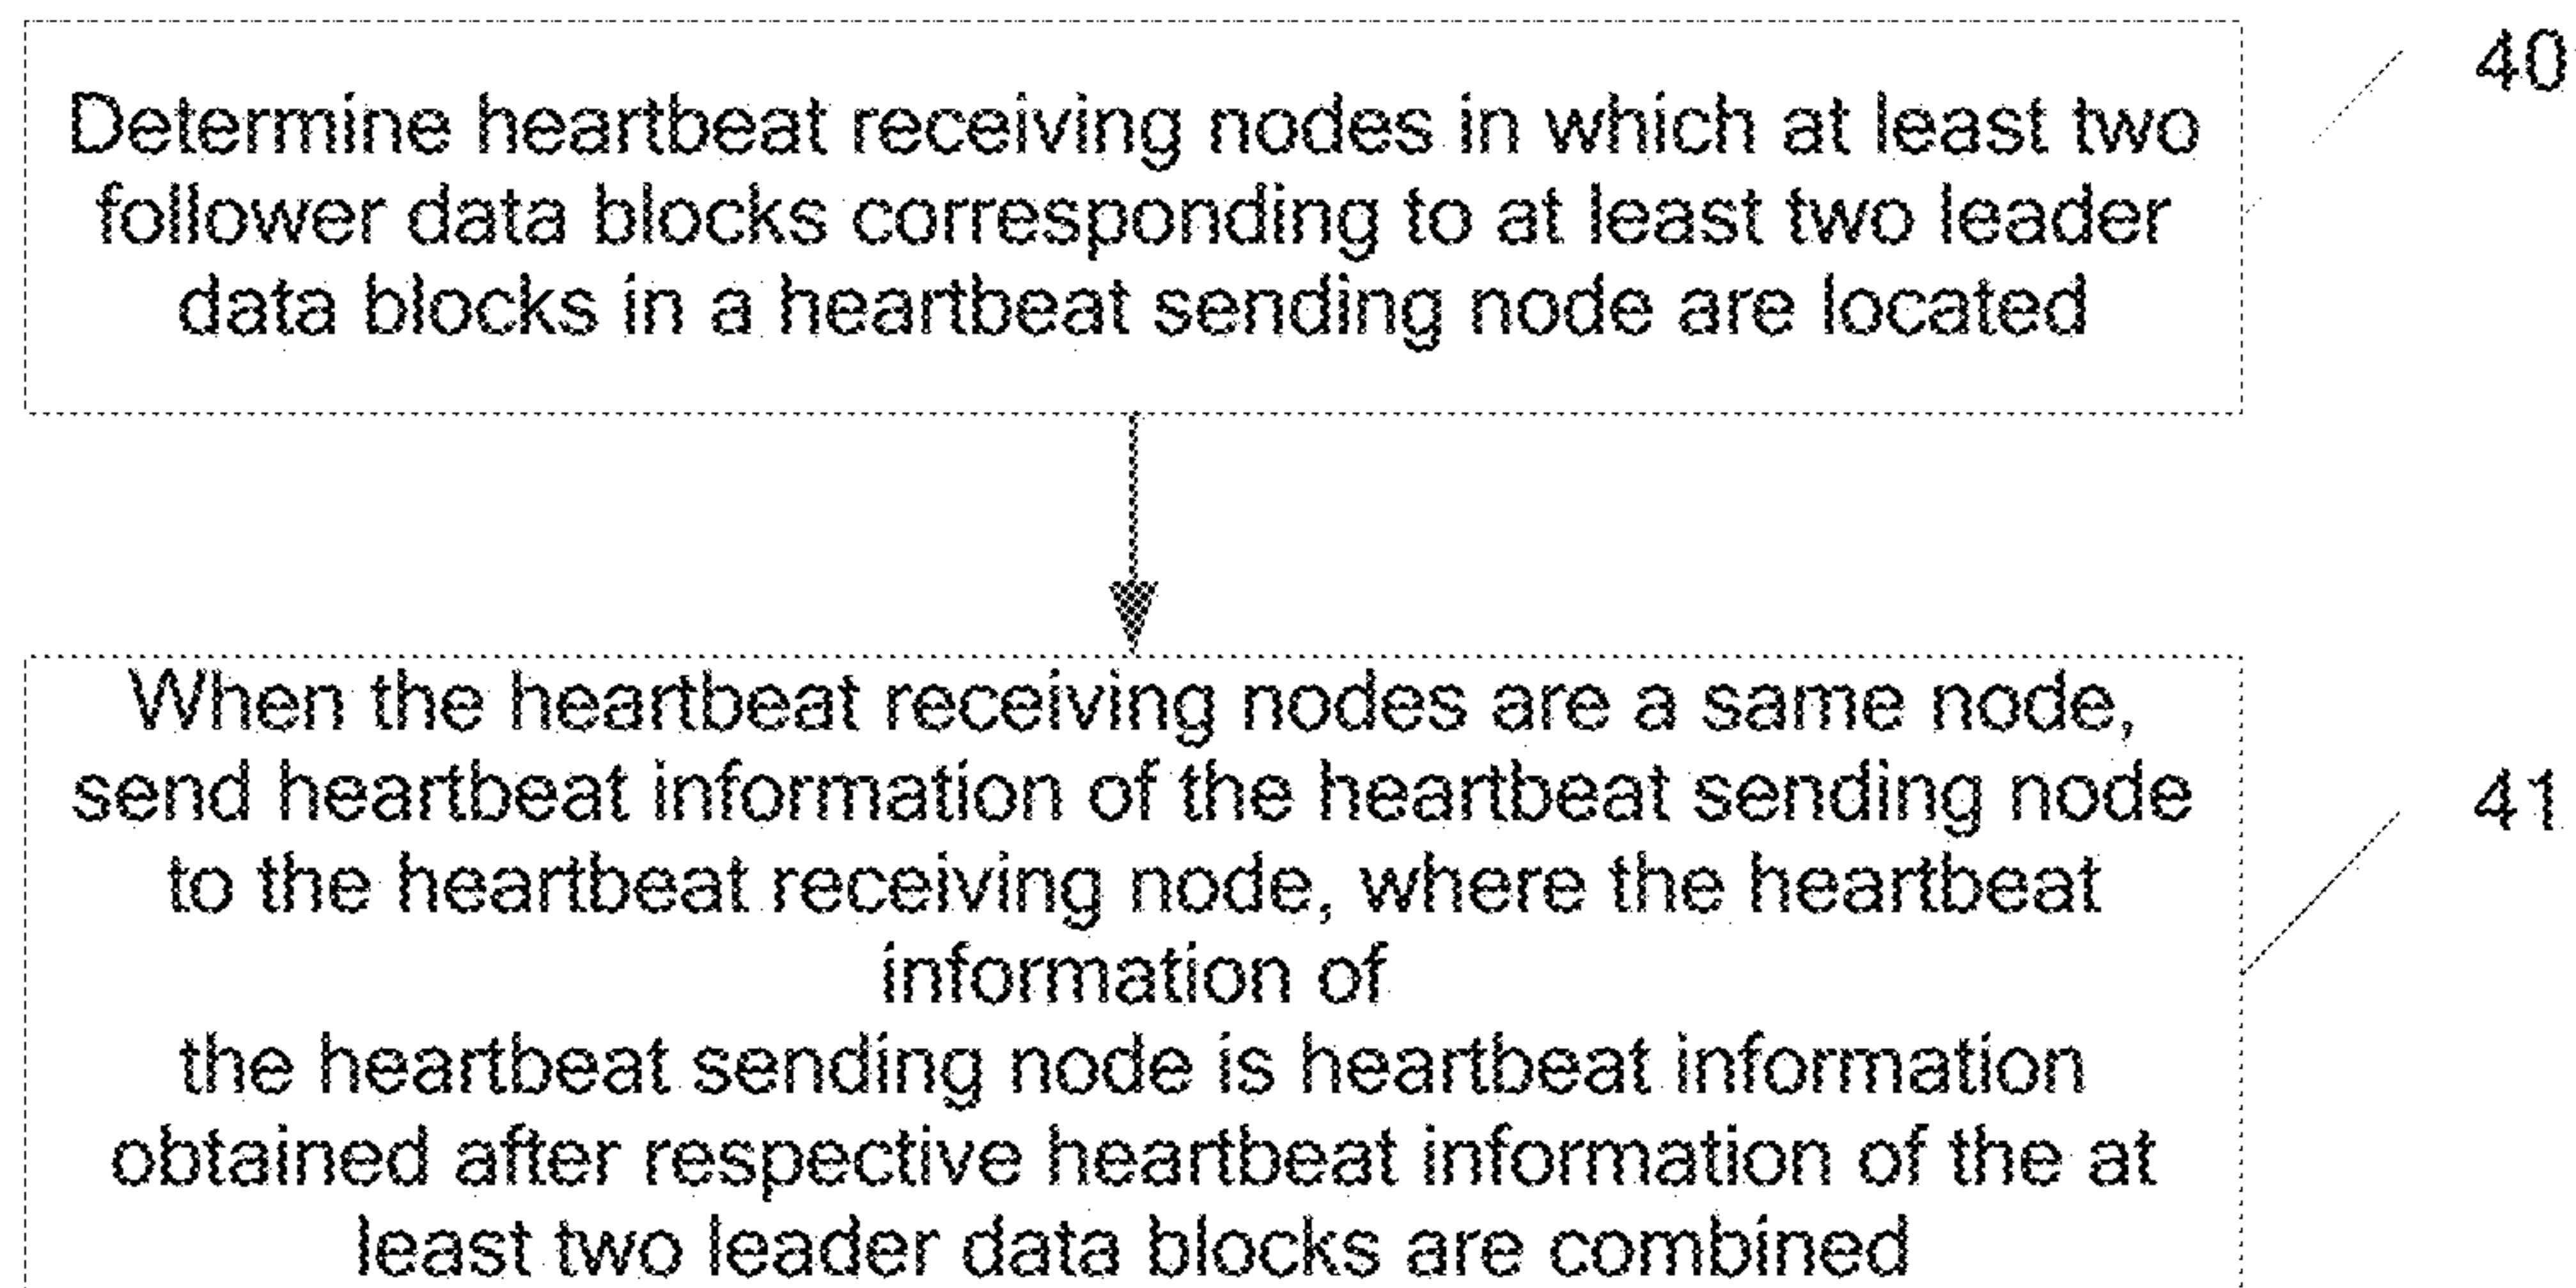 40
Determine heartbeat receiving nodes in which at least two
follower data blocks corresponding to at least two leader
data blocks in a heartbeat sending node are located
When the heartbeat receiving nodes are a same node,
send heartbeat information of the heartbeat sending node
to the heartbeat receiving node, where the heartbeat
information of
the heartbeat sending node is heartbeat information
obtained after respective heartbeat information of the at
least two leader data blocks are combined
41